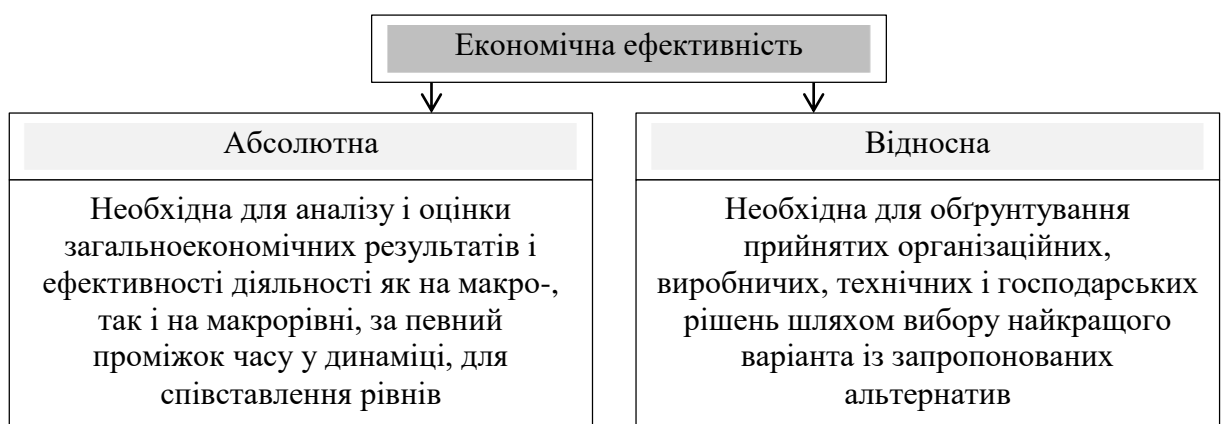 Економічна ефективність
Абсолютна
Необхідна для аналізу і оцінки
загальноекономічних результатів і
ефективності діяльності як на макро-,
так і на макрорівні, за певний
проміжок часу у динаміці, для
співставлення рівнів
Відносна
Необхідна для обґрунтування
прийнятих організаційних,
виробничих, технічних і господарських
рішень шляхом вибору найкращого
варіанта із запропонованих
альтернатив